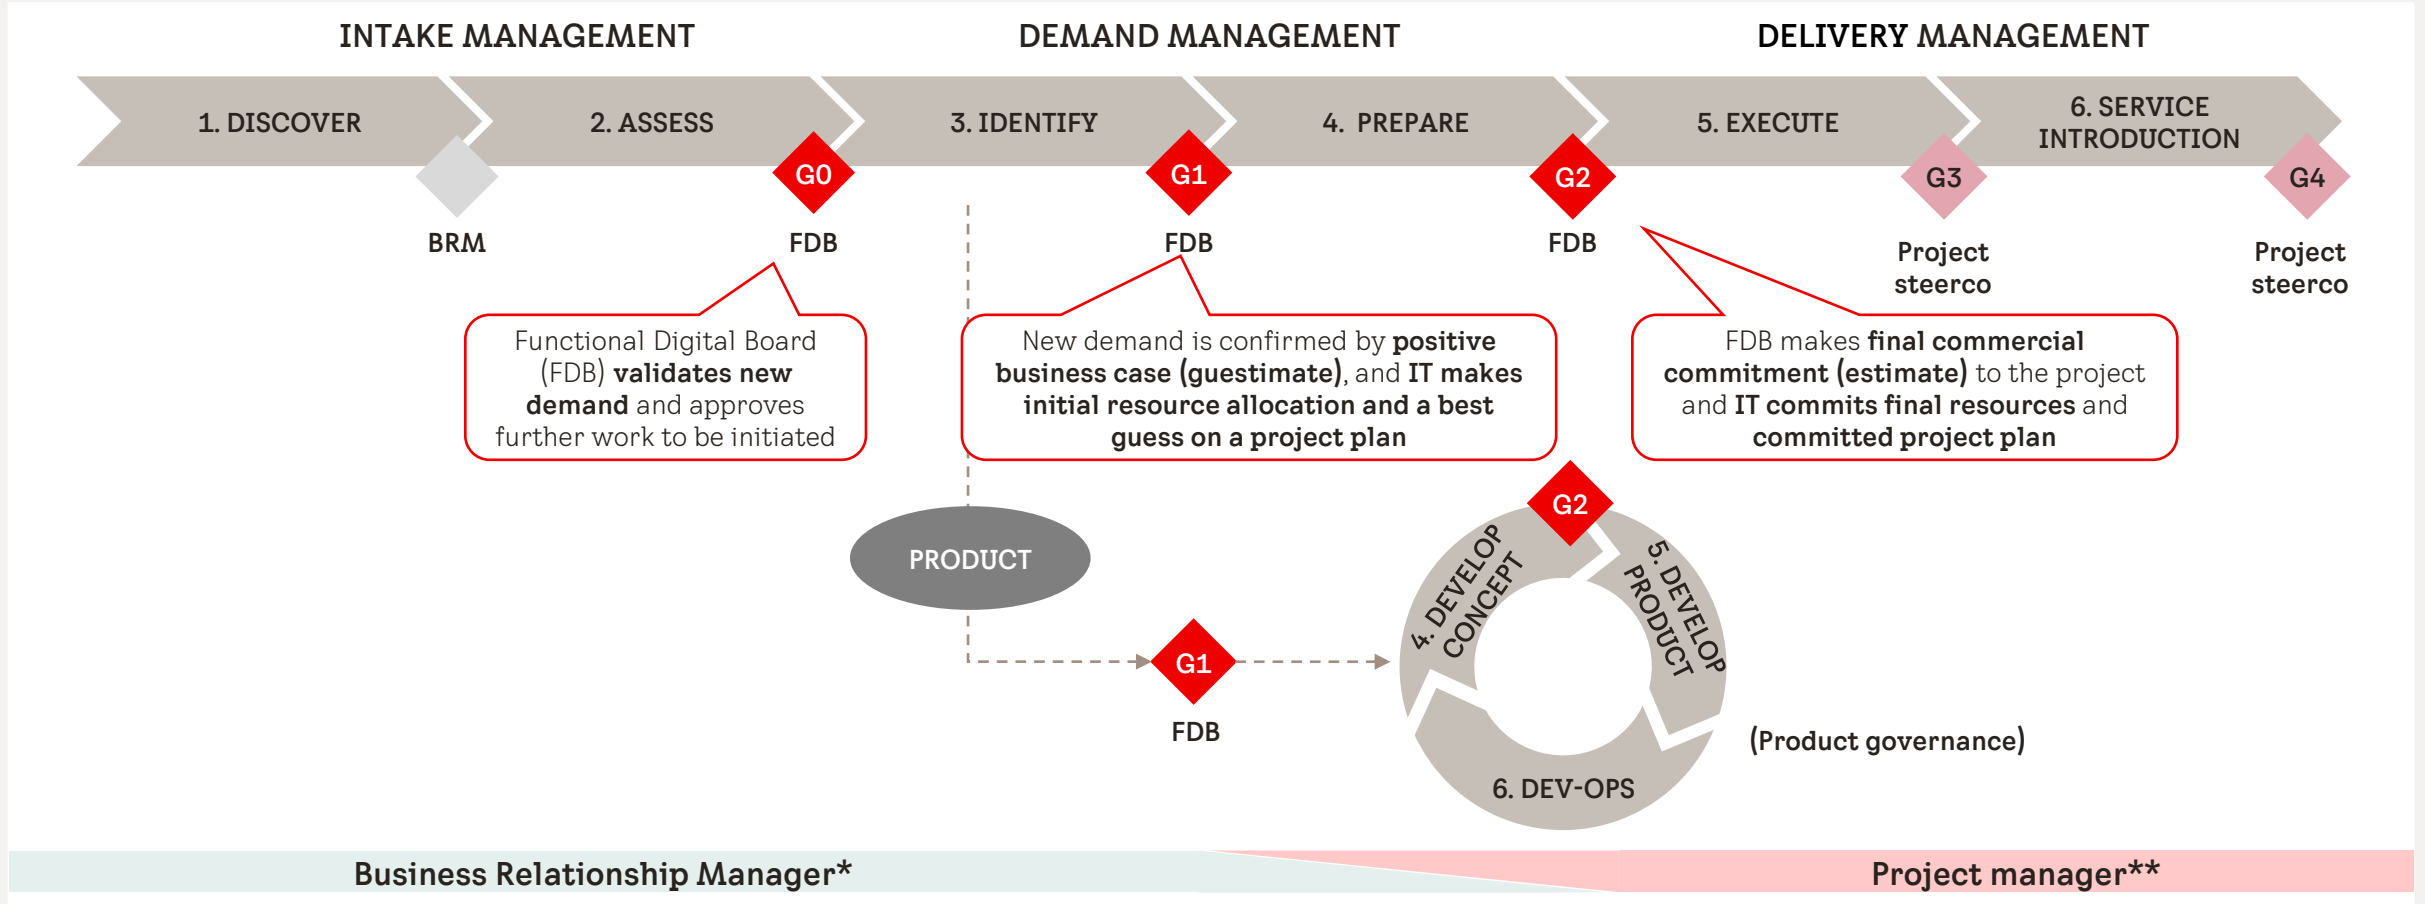 INTAKE MANAGEMENT
DEMAND MANAGEMENT
DELIVERY MANAGEMENT
1. DISCOVER
2. ASSESS
3. IDENTIFY
4. PREPARE
5. EXECUTE
6. SERVICE
INTRODUCTION
G0
G1
G2
G3
G4
BRM
FDB
FDB
FDB
Project
steerco
Project
steerco
Functional Digital Board
(FDB) validates new
demand and approves
further work to be initiated
New demand is confirmed by positive
business case (guestimate), and IT makes
initial resource allocation and a best
guess on a project plan
FDB makes final commercial
commitment (estimate) to the project
and IT commits final resources and
committed project plan
PRODUCT
G1
FDB
G2
4. DEVELOP
CONCEPT
5. DEVELOP
PRODUCT
6. DEV-OPS
(Product governance)
Business Relationship Manager*
Project manager**